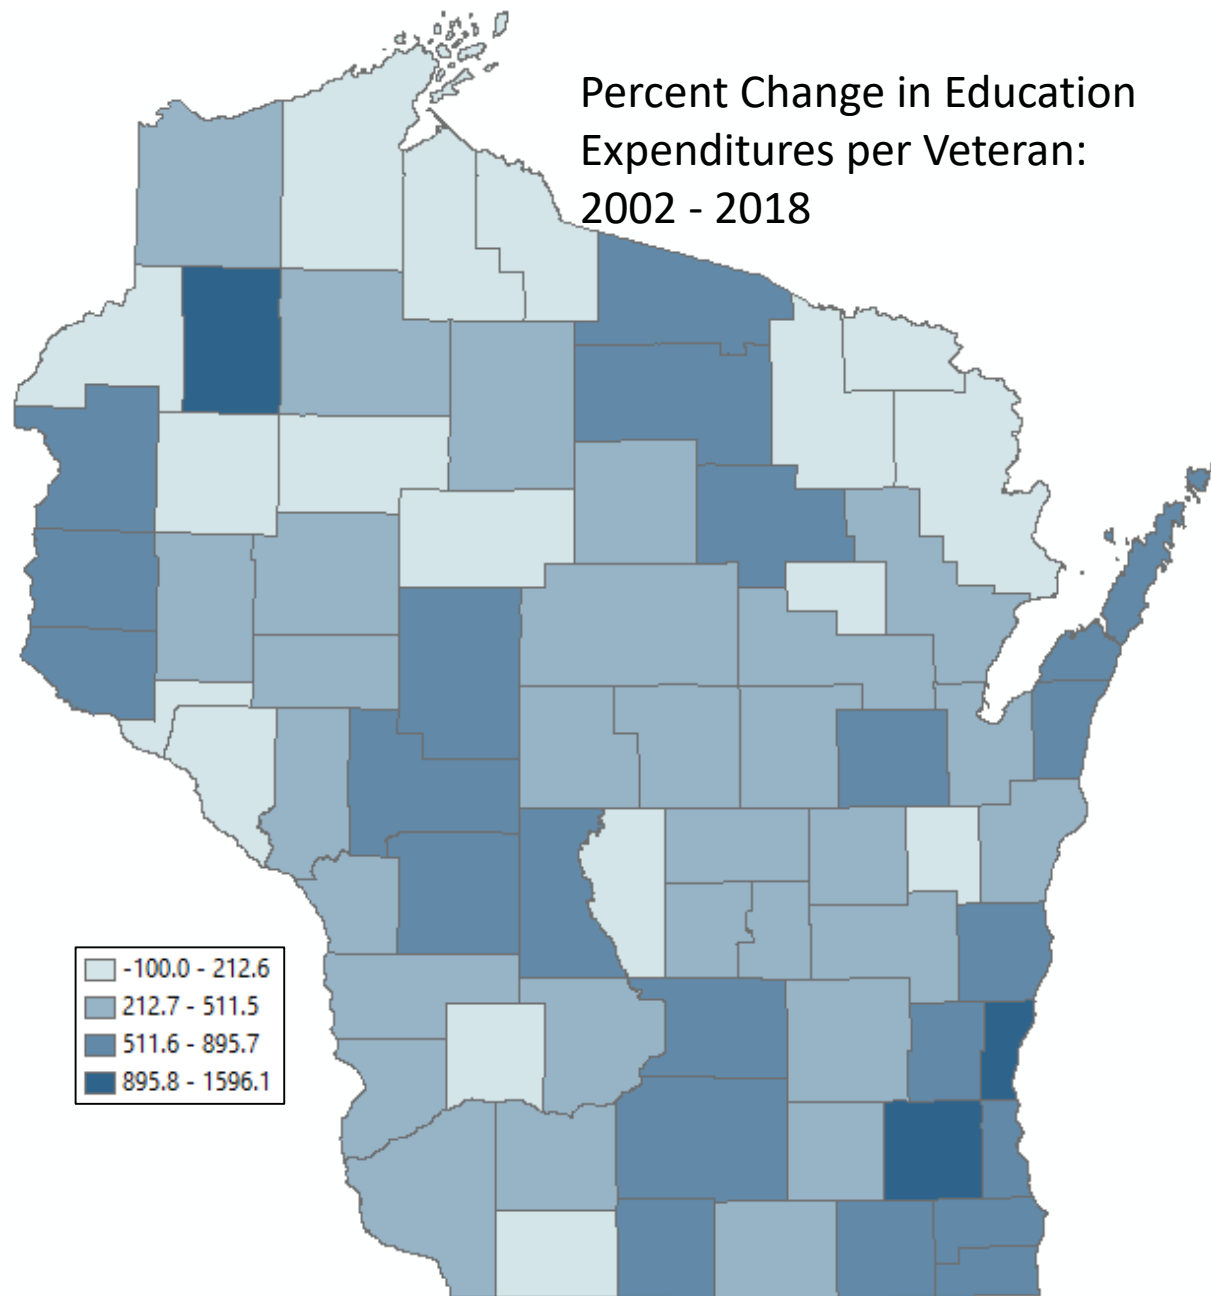 Percent Change in Education
Expenditures per Veteran:
2002 - 2018
-100.0 - 212.6
212.7 - 511.5
511.6 - 895.7
895.8 - 1596.1